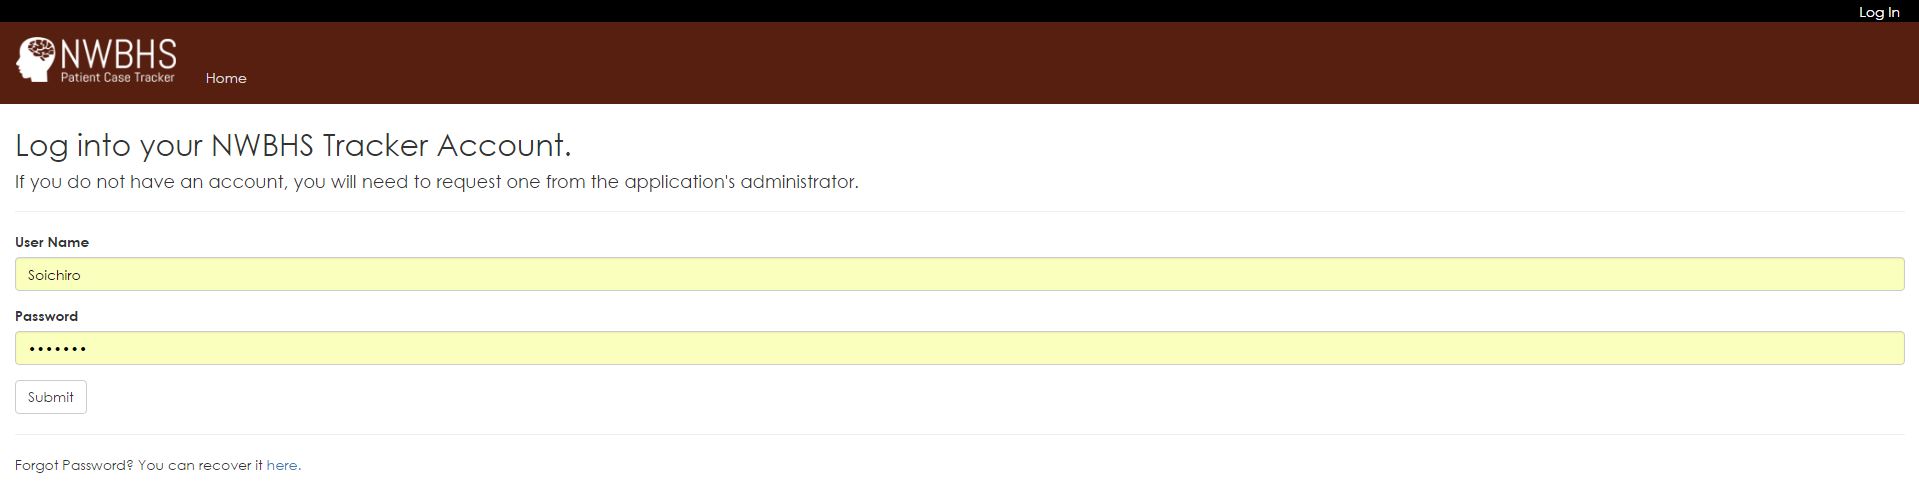 Log In
NWBHS
Patient Case Tracker
Home
Log into your NWBHS Tracker Account.
If you do not have an account, you will need to request one from the application's administrator.
User Name
Soichiro
Password
•••••••
Submit
Forgot Password? You can recover it here.